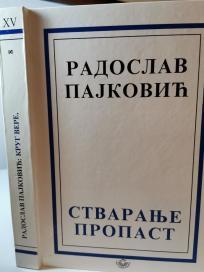 XV
РАДОСЛАВ ПАЈКОВИЋ: КРУГ ВЕРЕ.
РАДОСЛАВ
ПАЈКОВИЋ
СТВАРАЊЕ
ПРОПАСТ